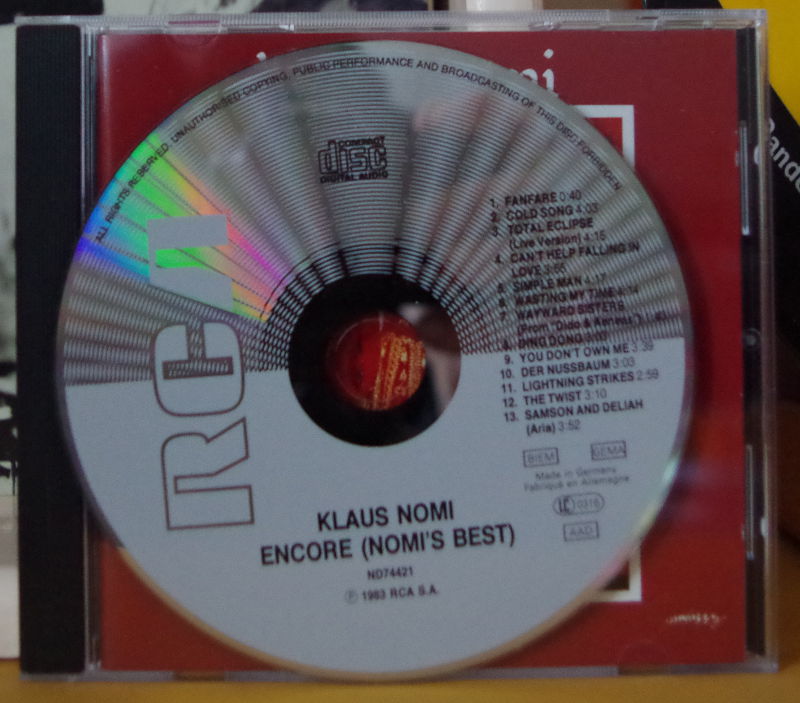 ALL RIGHTS RESERVED. UNAUTHORISED COPYING, PUBLIC PERFORMANCE AND BROADCASTING OF THIS DISC FORBIDDEN
COMPACT
disc
DIGITAL AUDIO
RCA
1. FANFARE 0:40
2. COLD SONG 4:03
3. TOTAL ECLIPSE
(Live Version) 4:15
4. CAN'T HELP FALLING IN
LOVE 3:55
5. SIMPLE MAN 4:17
6. WASTING MY TIME 4:14
7. WAYWARD SISTERS
(From "Dido & Aeneas")
8. DING DONG
9. YOU DON'T OWN ME 3:39
10. DER NUSSBAUM 3:03
11. LIGHTNING STRIKES 2:59
12. THE TWIST 3:10
13. SAMSON AND DELIAH
(Aria) 3:52
BIEM GEMA
Made in Germany
Fabriqué en Allemagne
LC 0316
AAD
KLAUS NOMI
ENCORE (NOMI'S BEST)
ND74421
Ⓟ 1983 RCA S.A.